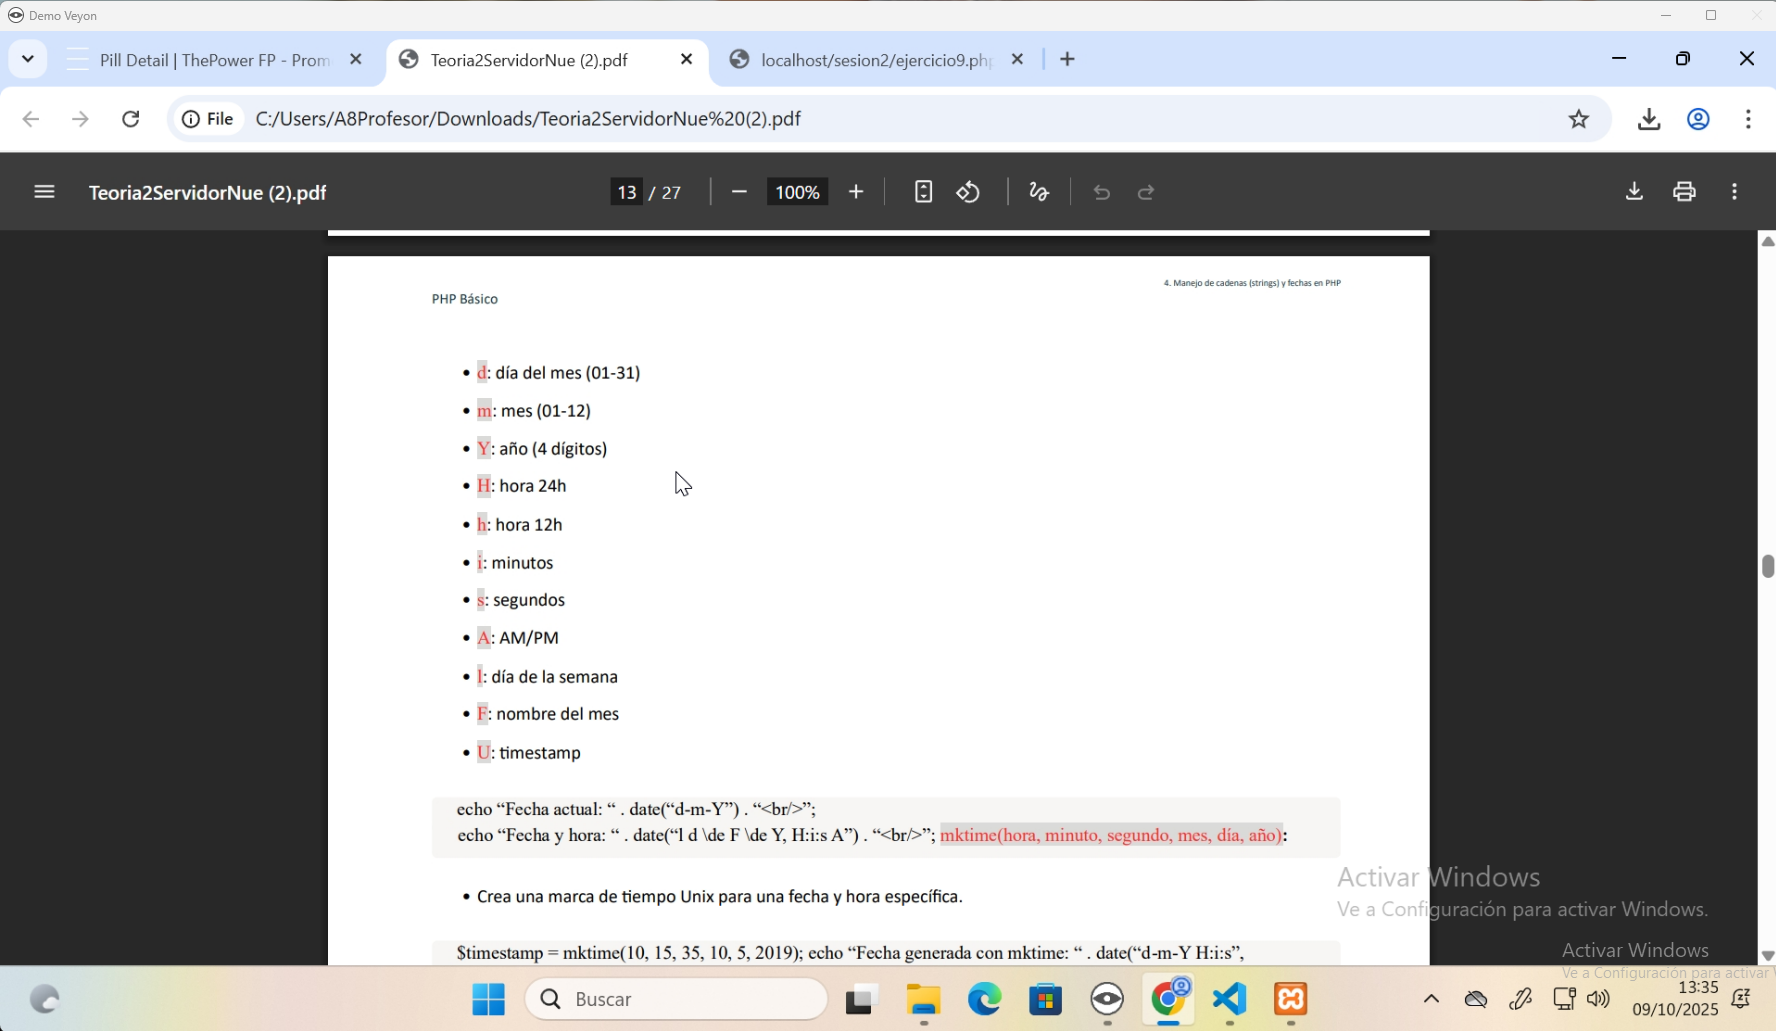 Demo Veyon
Pill Detail | ThePower FP - Prom
Teoria2ServidorNue (2).pdf
localhost/sesion2/ejercicio9.php
File
C:/Users/A8Profesor/Downloads/Teoria2ServidorNue%20(2).pdf
Teoria2ServidorNue (2).pdf
13 / 27
100%
4. Manejo de cadenas (strings) y fechas en PHP
PHP Básico
• d: día del mes (01-31)
• m: mes (01-12)
• Y: año (4 dígitos)
• H: hora 24h
• h: hora 12h
• i: minutos
• s: segundos
• A: AM/PM
• l: día de la semana
• F: nombre del mes
• U: timestamp
echo “Fecha actual: “ . date(“d-m-Y”) . “<br/>”;
echo “Fecha y hora: “ . date(“l d \de F \de Y, H:i:s A”) . “<br/>”; mktime(hora, minuto, segundo, mes, día, año):
• Crea una marca de tiempo Unix para una fecha y hora específica.
$timestamp = mktime(10, 15, 35, 10, 5, 2019); echo “Fecha generada con mktime: “ . date(“d-m-Y H:i:s”,
Activar Windows
Ve a Configuración para activar Windows.
Activar Windows
Ve a Configuración para activar
Buscar
13:35
09/10/2025